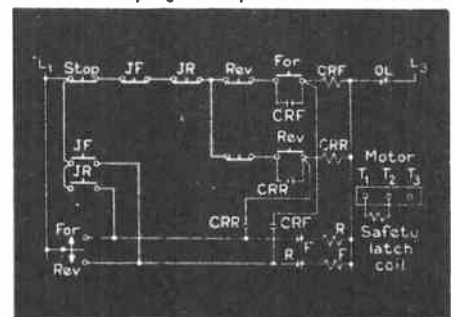 L1 Stop JF JR Rev For CRF OL L3
CRF
Rev
JF
CRR
JR
Motor
CRR
T1 T2 T3
For
CRR
CRF
Safety
latch
coil
F
R
Rev
R
F